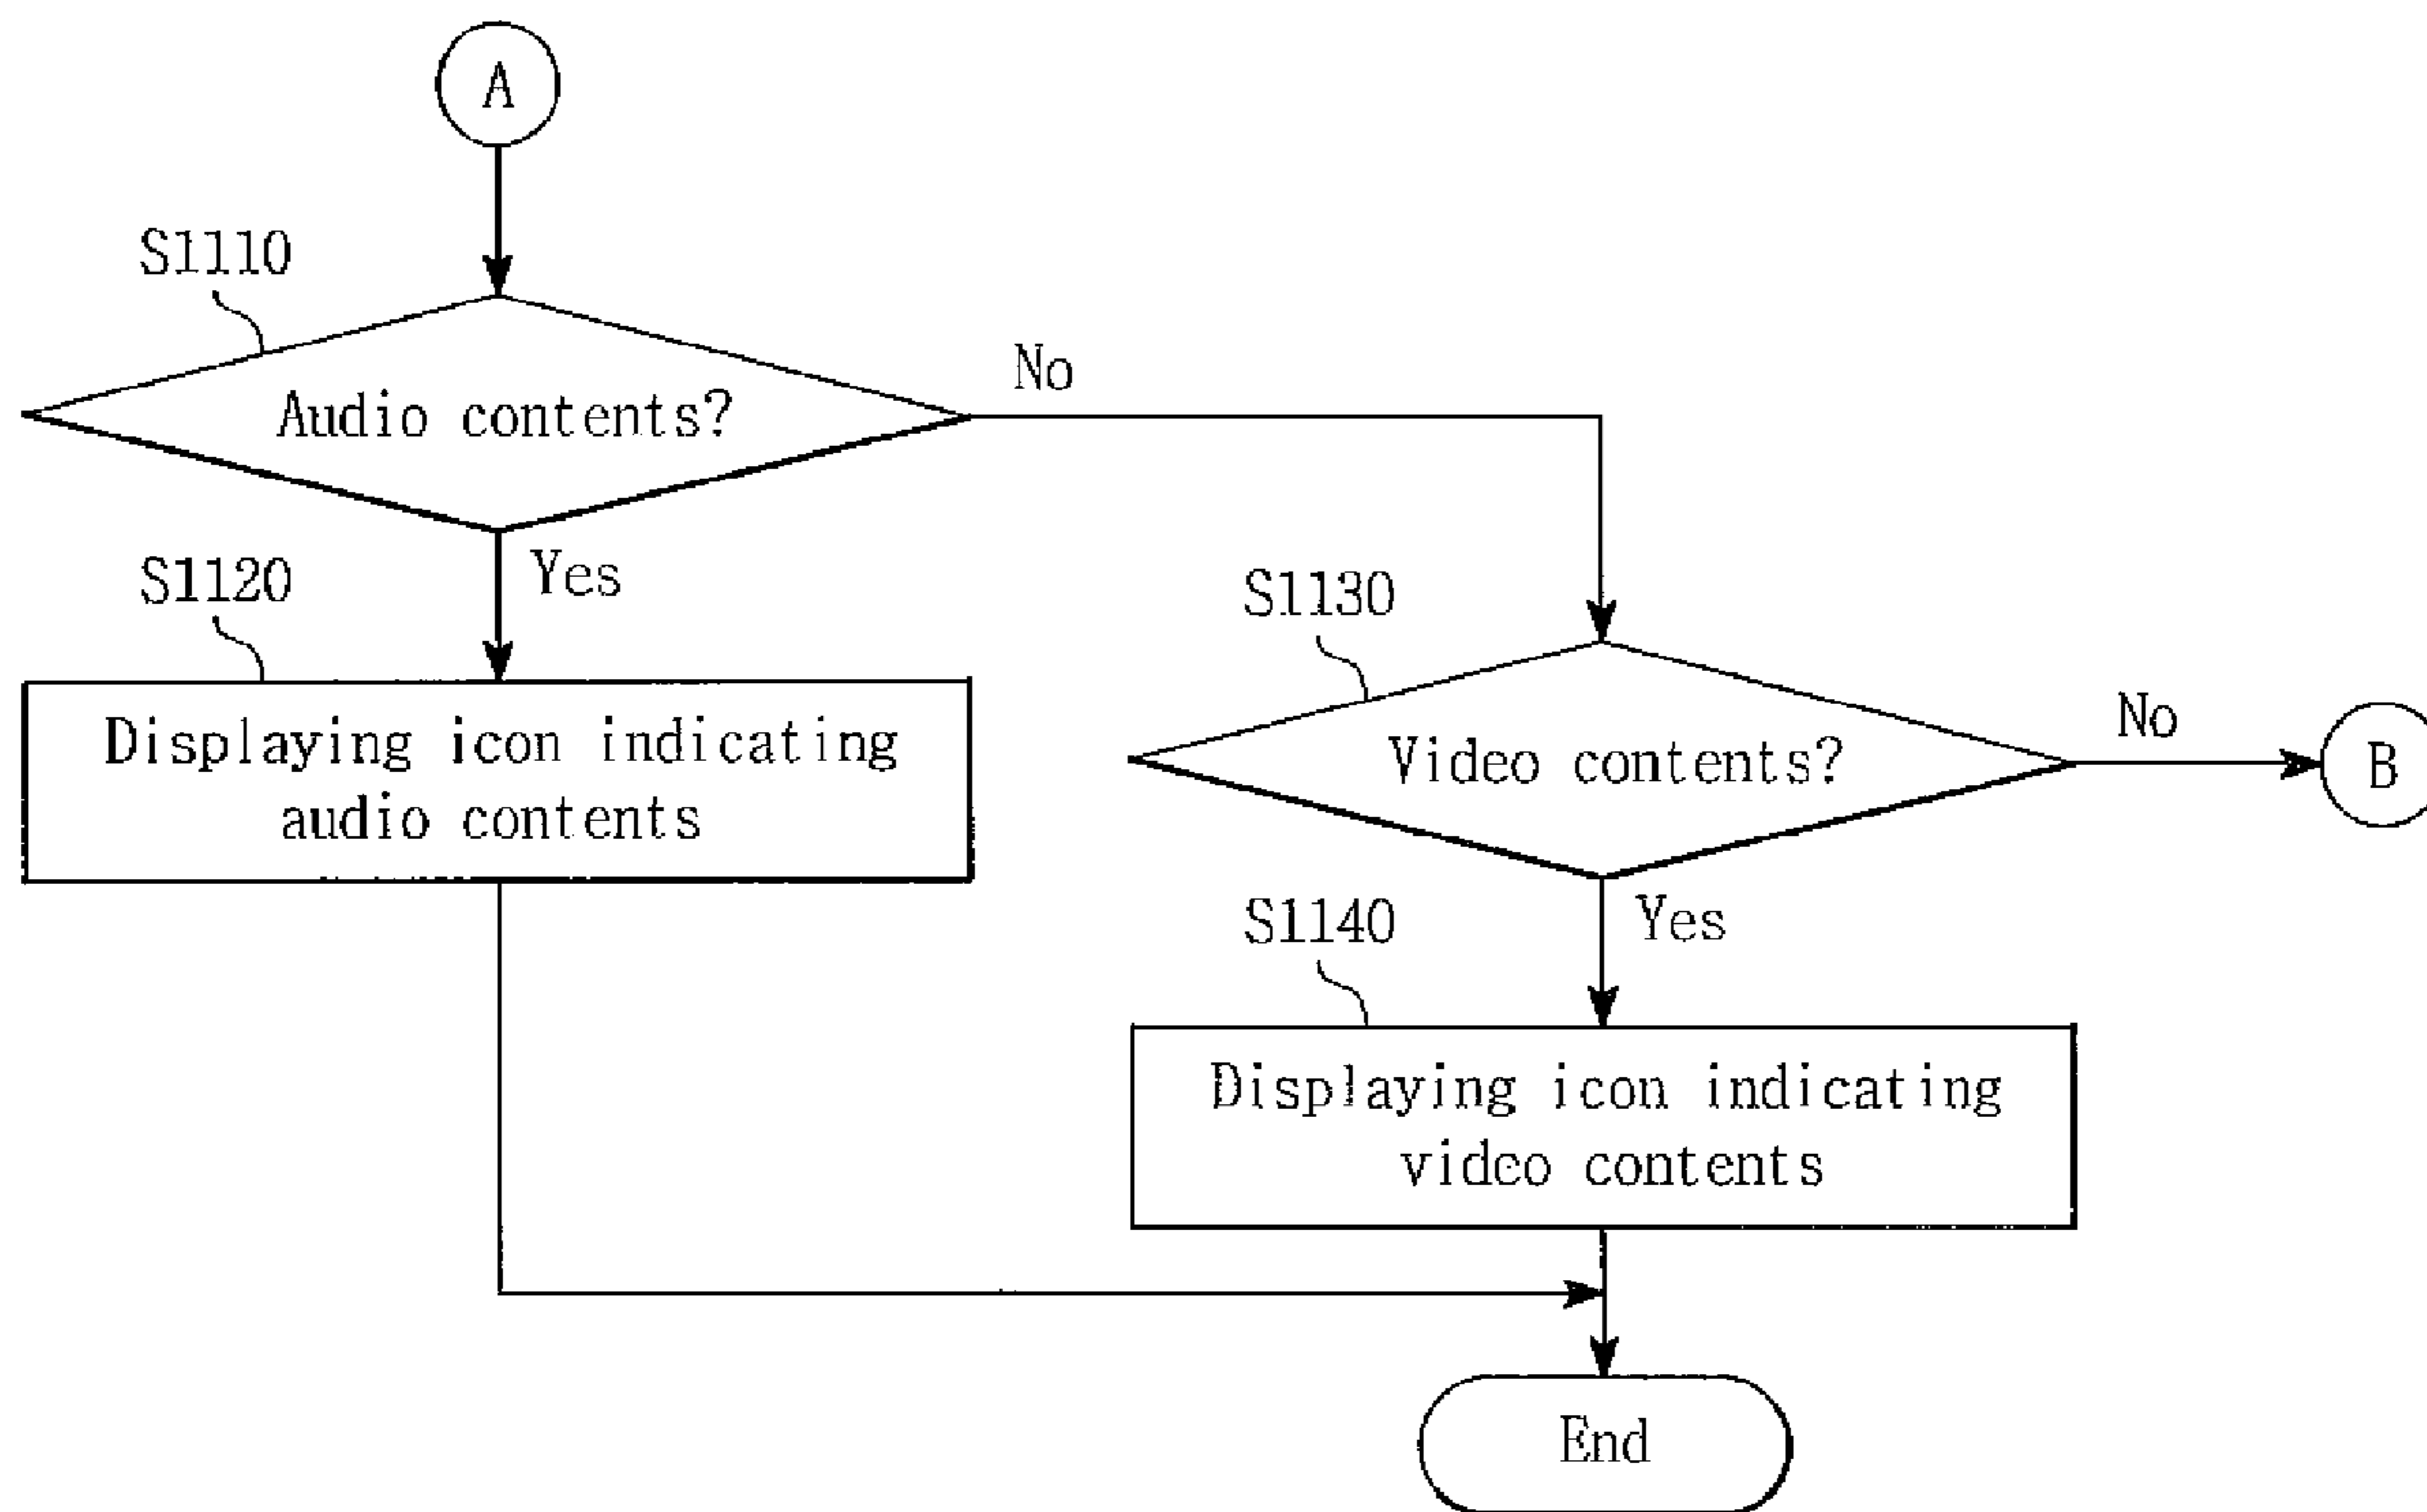 A
S1110
Audio contents?
No
Yes
S1120
Displaying icon indicating
audio contents
S1130
Video contents?
No
B
Yes
S1140
Displaying icon indicating
video contents
End